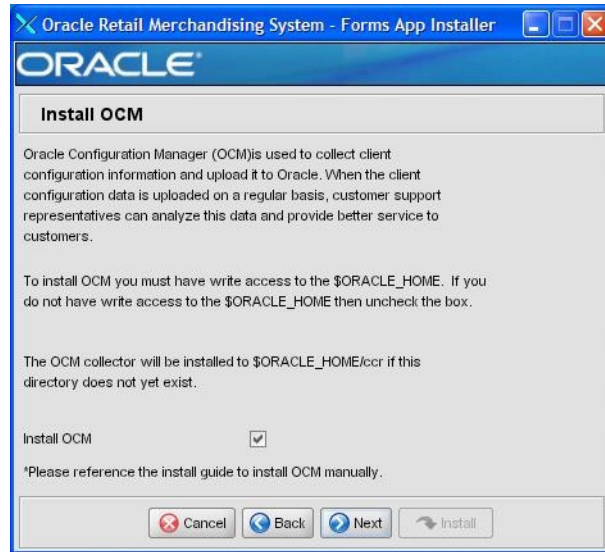 Oracle Retail Merchandising System - Forms App Installer
ORACLE
Install OCM
Oracle Configuration Manager (OCM)is used to collect client
configuration information and upload it to Oracle. When the client
configuration data is uploaded on a regular basis, customer support
representatives can analyze this data and provide better service to
customers.
To install OCM you must have write access to the $ORACLE_HOME. If you
do not have write access to the $ORACLE_HOME then uncheck the box.
The OCM collector will be installed to $ORACLE_HOME/ccr if this
directory does not yet exist.
Install OCM
*Please reference the install guide to install OCM manually.
Cancel Back Next Install